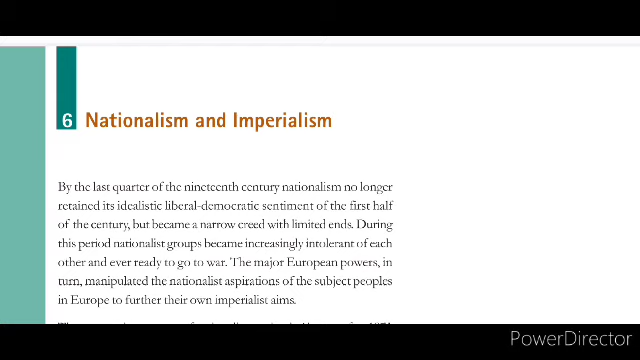 6 Nationalism and Imperialism
By the last quarter of the nineteenth century nationalism no longer
retained its idealistic liberal-democratic sentiment of the first half
of the century, but became a narrow creed with limited ends. During
this period nationalist groups became increasingly intolerant of each
other and ever ready to go to war. The major European powers, in
turn, manipulated the nationalist aspirations of the subject peoples
in Europe to further their own imperialist aims.
PowerDirector